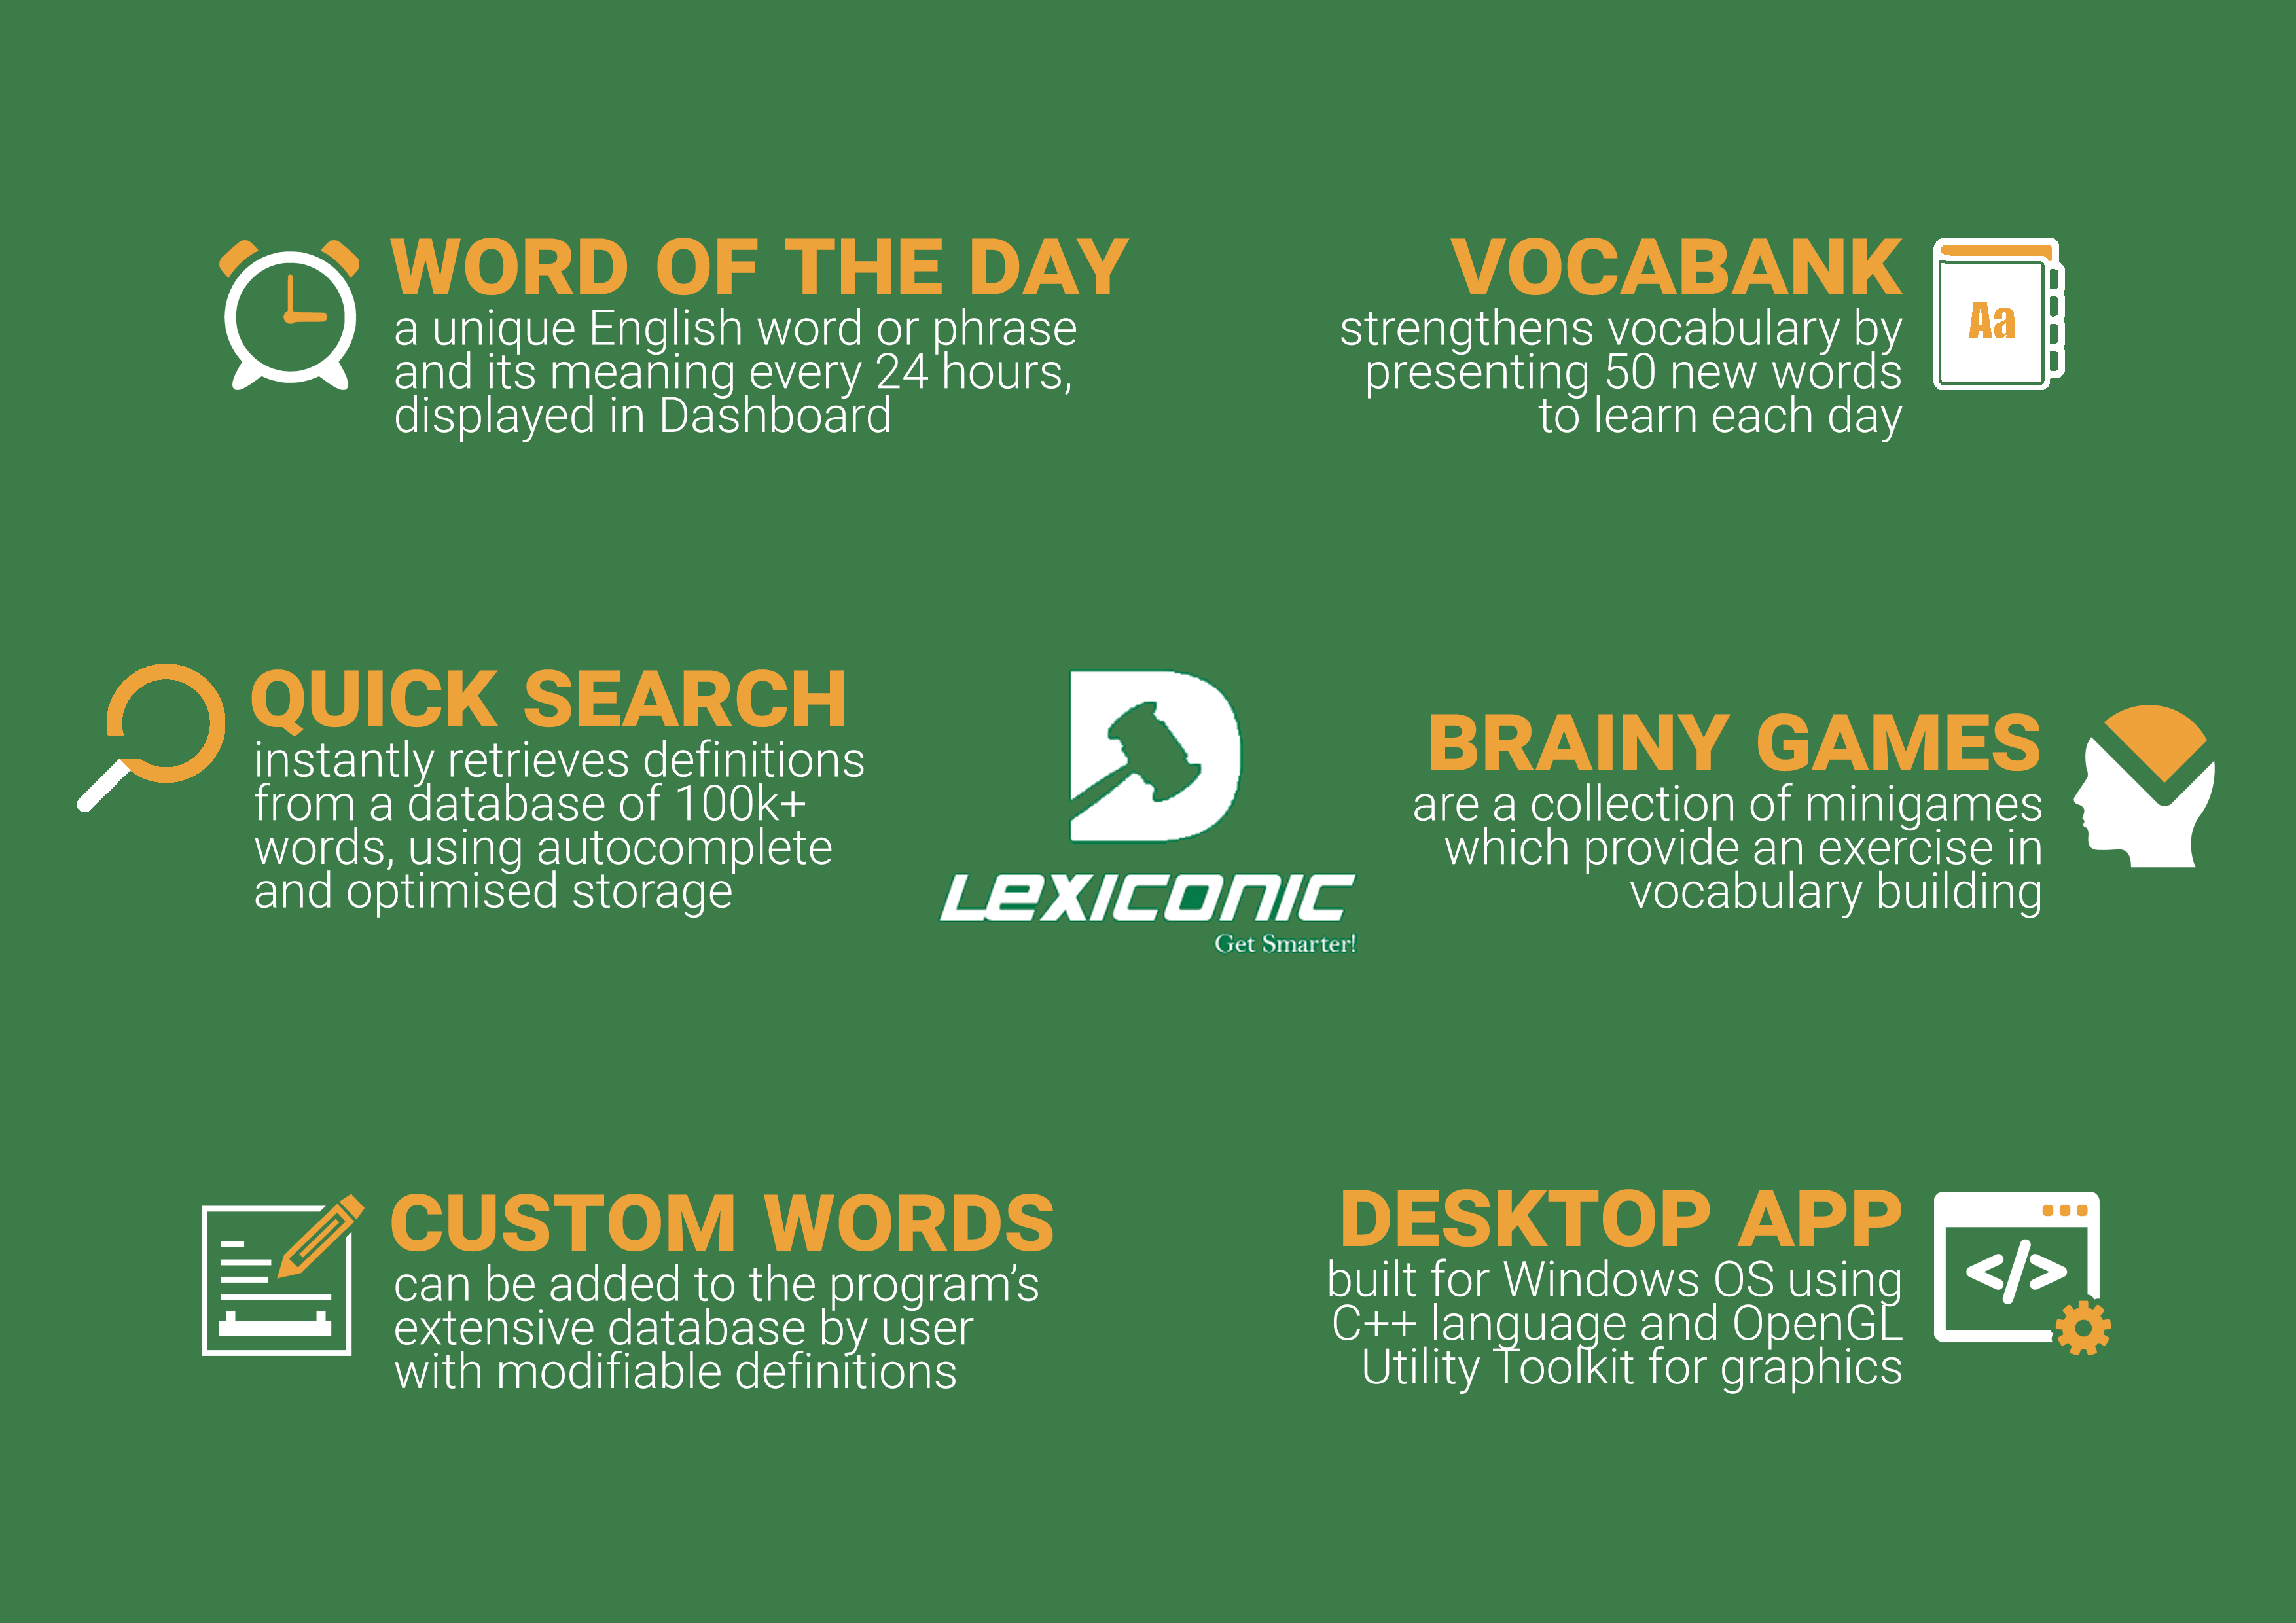 WORD OF THE DAY
a unique English word or phrase
and its meaning every 24 hours,
displayed in Dashboard
VOCABANK
strengthens vocabulary by
presenting 50 new words
to learn each day
Aa
QUICK SEARCH
instantly retrieves definitions
from a database of 100k+
words, using autocomplete
and optimised storage
LEXICONIC
Get Smarter!
BRAINY GAMES
are a collection of minigames
which provide an exercise in
vocabulary building
CUSTOM WORDS
can be added to the program’s
extensive database by user
with modifiable definitions
DESKTOP APP
built for Windows OS using
C++ language and OpenGL
Utility Toolkit for graphics
</>